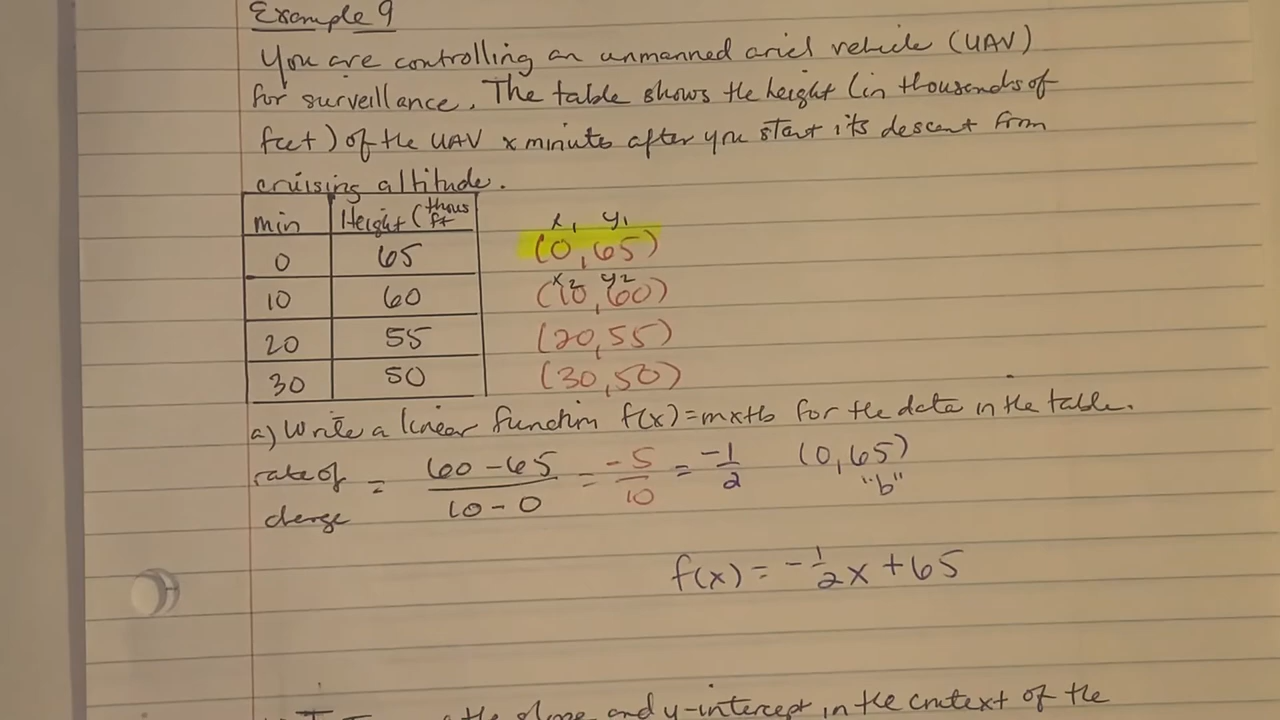 Example 9
You are controlling an unmanned ariel vehicle (UAV)
for surveillance. The table shows the height (in thousands of
feet) of the UAV x minute after you start its descent from
cruising altitude.
min Height (thous ft x₁ y₁
0 65 (0,65)
x₂ y₂
10 60 (10,60)
20 55 (20,55)
30 50 (30,50)
a) Write a linear function f(x)=mx+b for the data in the table.
rate of change = 60-65 / 10-0 = -5/10 = -1/2 (0,65)
"b"
f(x) = -1/2x + 65
the slope and y-intercept in the context of the